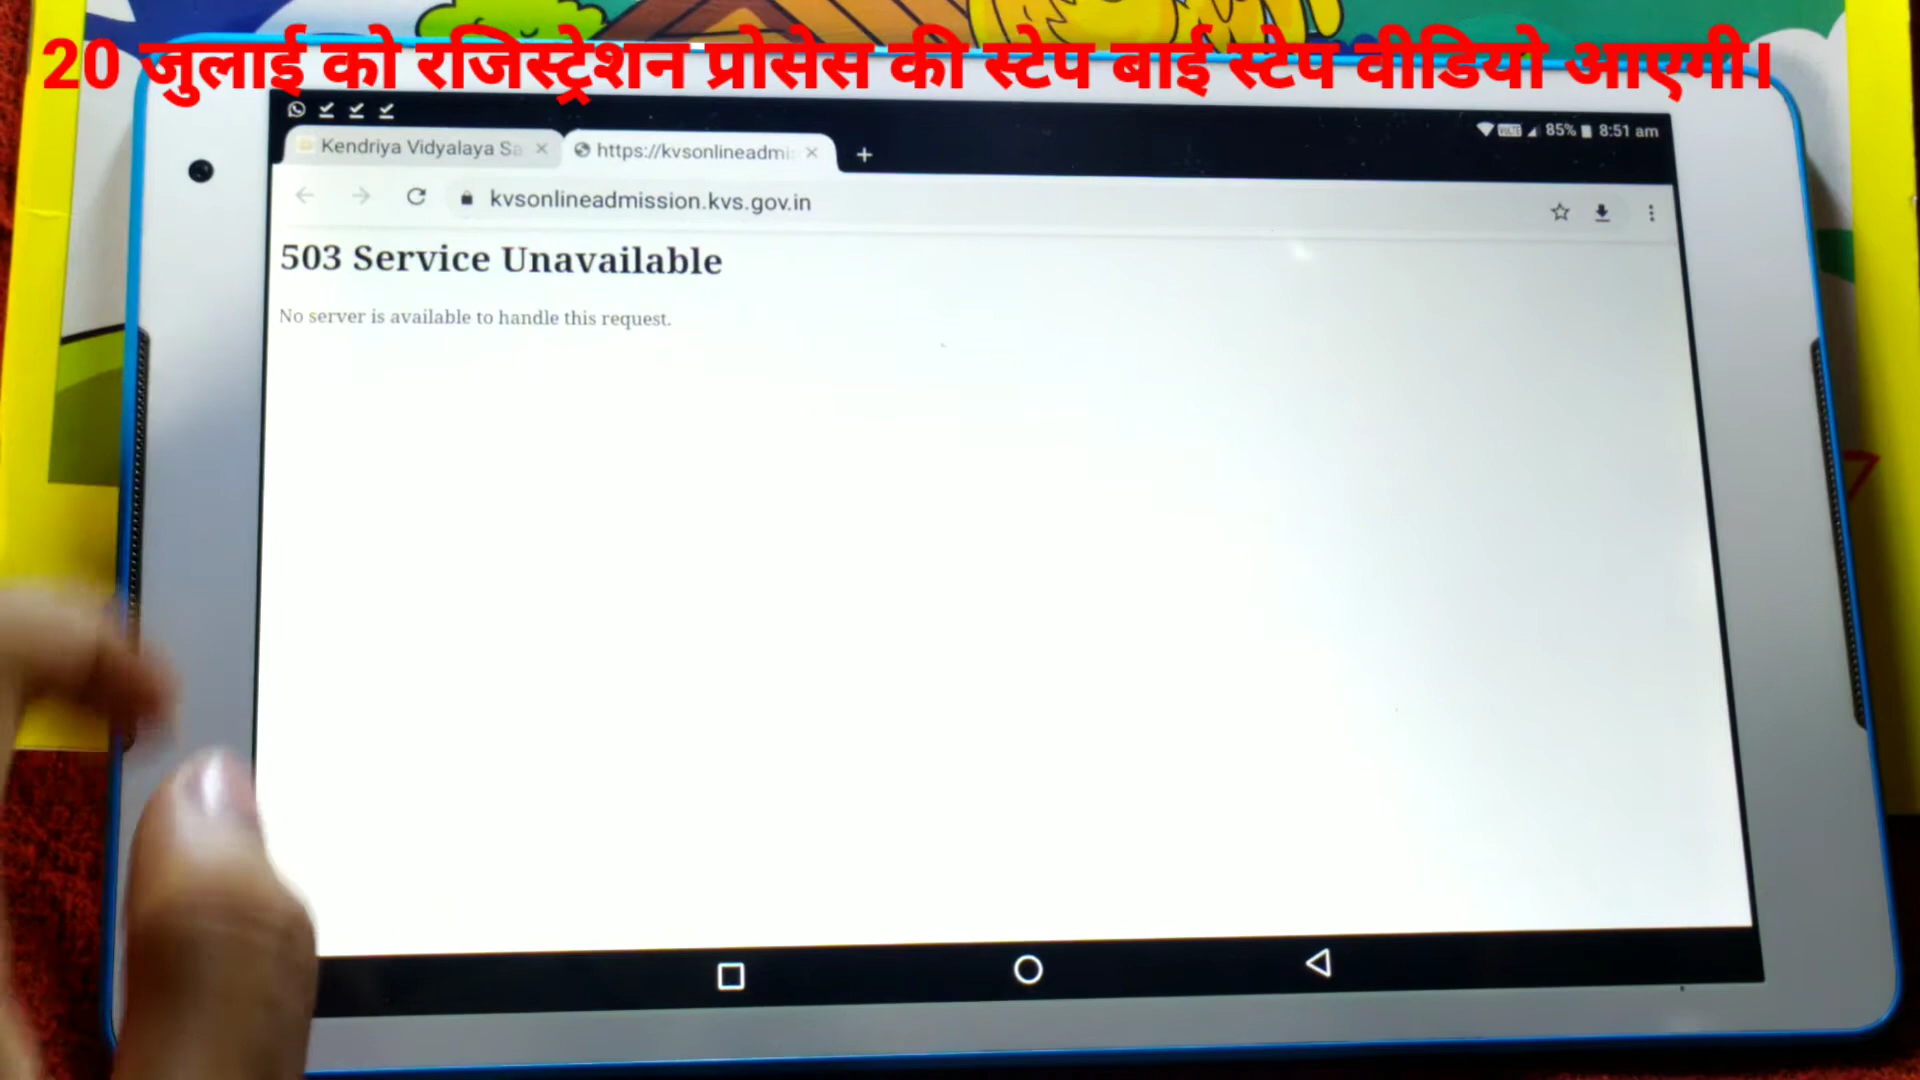 20 जुलाई को रजिस्ट्रेशन प्रोसेस की स्टेप बाई स्टेप वीडियो आएगी।
85% 8:51 am
Kendriya Vidyalaya Sa
https://kvsonlineadmi
kvsonlineadmission.kvs.gov.in
503 Service Unavailable
No server is available to handle this request.